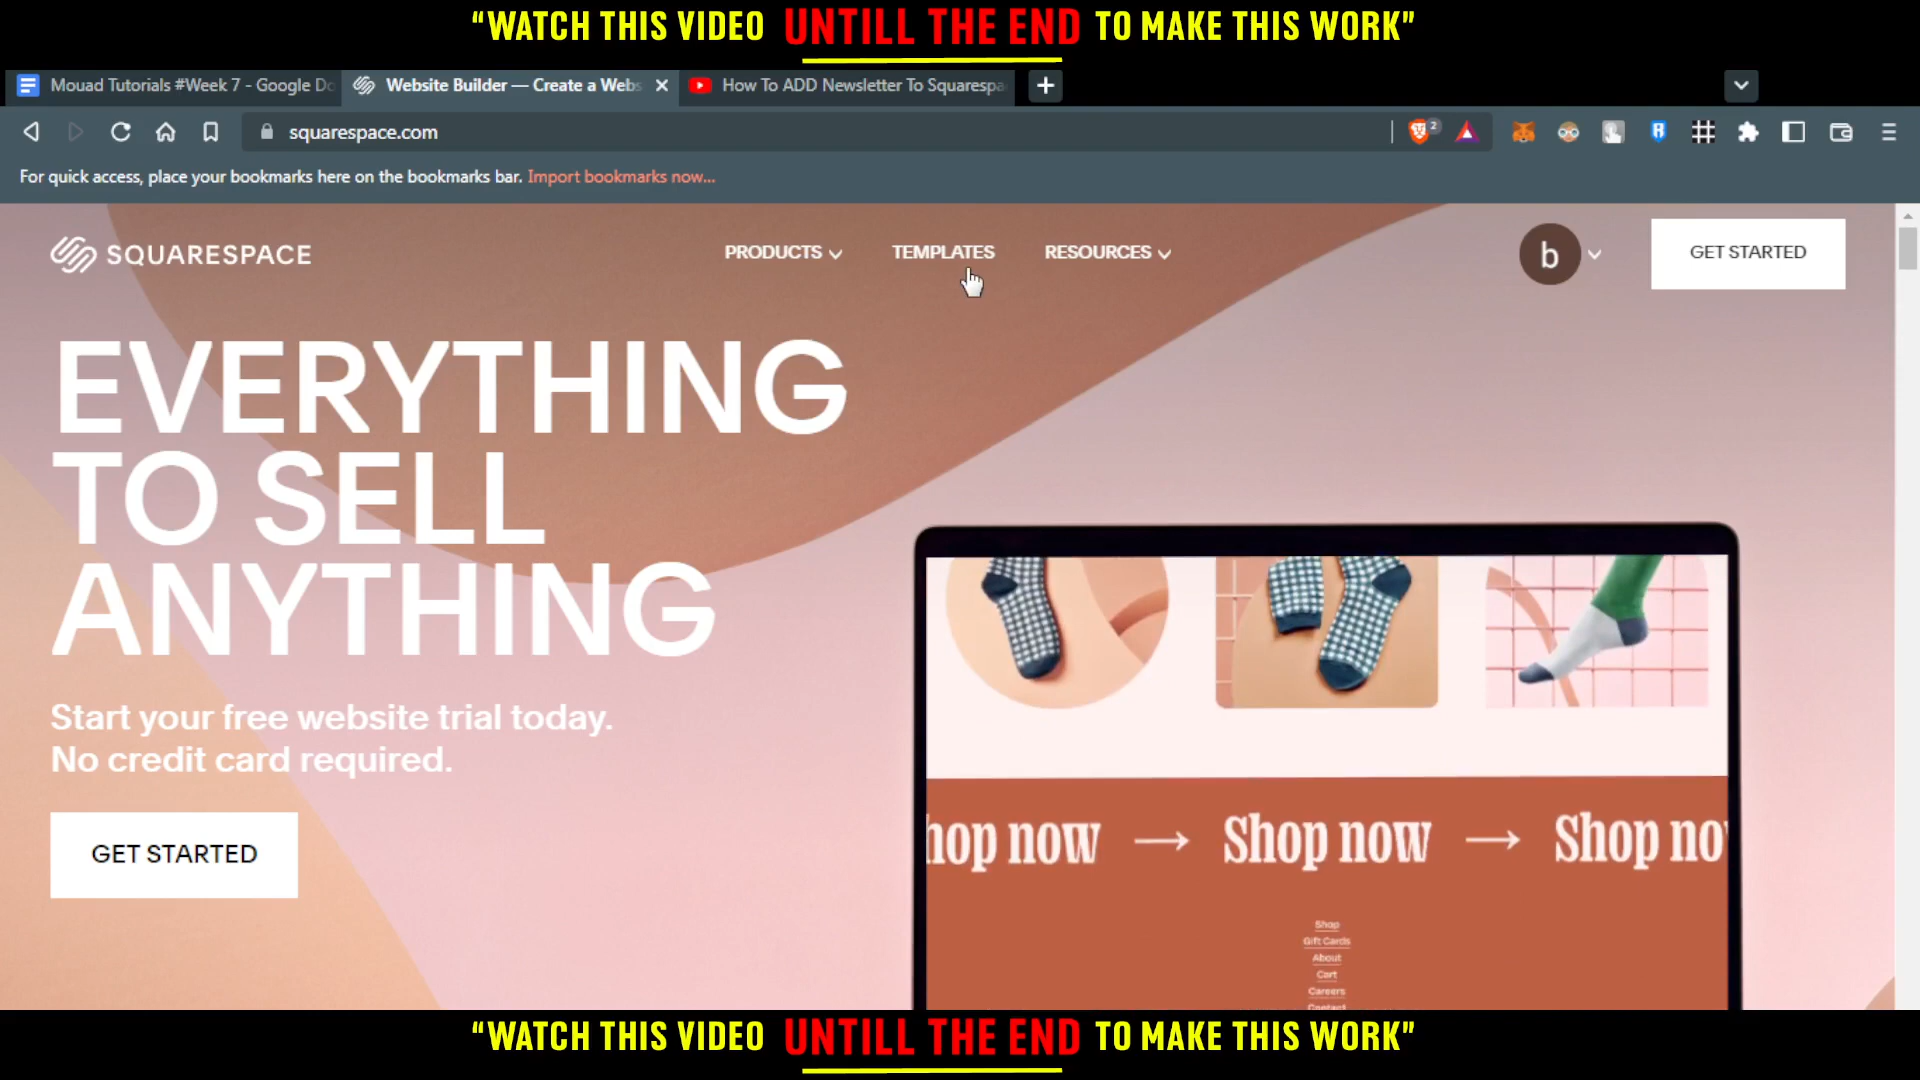 “WATCH THIS VIDEO UNTILL THE END TO MAKE THIS WORK”
Mouad Tutorials #Week 7 - Google Do
Website Builder — Create a Webs
How To ADD Newsletter To Squarespa
squarespace.com
2
For quick access, place your bookmarks here on the bookmarks bar. Import bookmarks now...
SQUARESPACE
PRODUCTS
TEMPLATES
RESOURCES
b
GET STARTED
EVERYTHING
TO SELL
ANYTHING
Start your free website trial today.
No credit card required.
GET STARTED
hop now → Shop now → Shop no
Shop
Gift Cards
About
Cart
Careers
Contact
“WATCH THIS VIDEO UNTILL THE END TO MAKE THIS WORK”